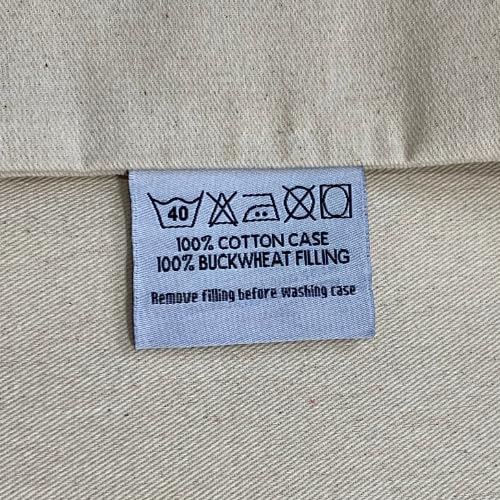 40
100% COTTON CASE
100% BUCKWHEAT FILLING
Remove filling before washing case